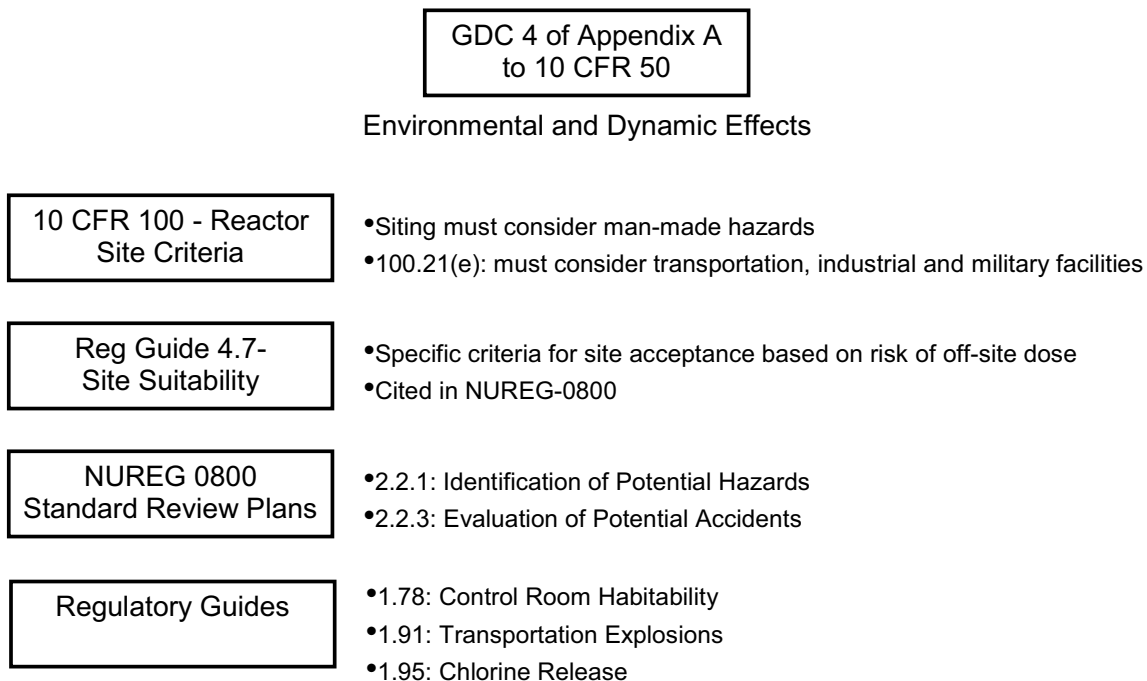 GDC 4 of Appendix A
to 10 CFR 50
Environmental and Dynamic Effects
10 CFR 100 - Reactor
Site Criteria
•Siting must consider man-made hazards
•100.21(e): must consider transportation, industrial and military facilities
Reg Guide 4.7-
Site Suitability
•Specific criteria for site acceptance based on risk of off-site dose
•Cited in NUREG-0800
NUREG 0800
Standard Review Plans
•2.2.1: Identification of Potential Hazards
•2.2.3: Evaluation of Potential Accidents
Regulatory Guides
•1.78: Control Room Habitability
•1.91: Transportation Explosions
•1.95: Chlorine Release